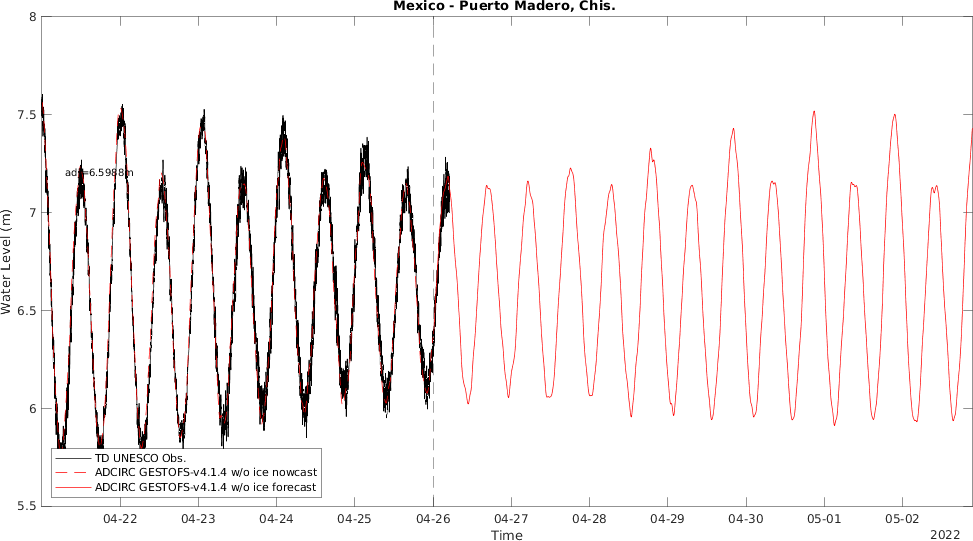 Mexico - Puerto Madero, Chis.
8
7.5
7
6.5
6
5.5
Water Level (m)
adj=6.5988m
TD UNESCO Obs.
ADCIRC GESTOFS-v4.1.4 w/o ice nowcast
ADCIRC GESTOFS-v4.1.4 w/o ice forecast
04-22 04-23 04-24 04-25 04-26 04-27 04-28 04-29 04-30 05-01 05-02
Time
2022